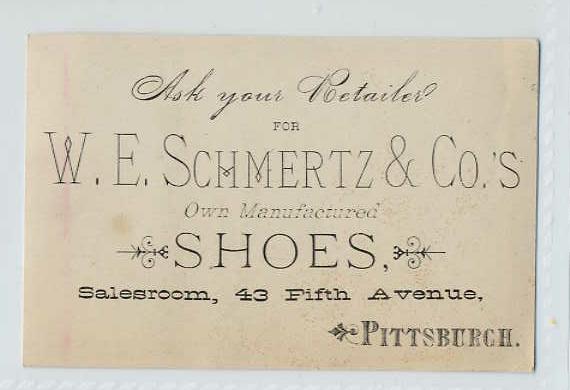 Ask your Retailer
FOR
W. E. SCHMERTZ & CO.'S
Own Manufactured
SHOES,
Salesroom, 43 Fifth Avenue,
PITTSBURGH.